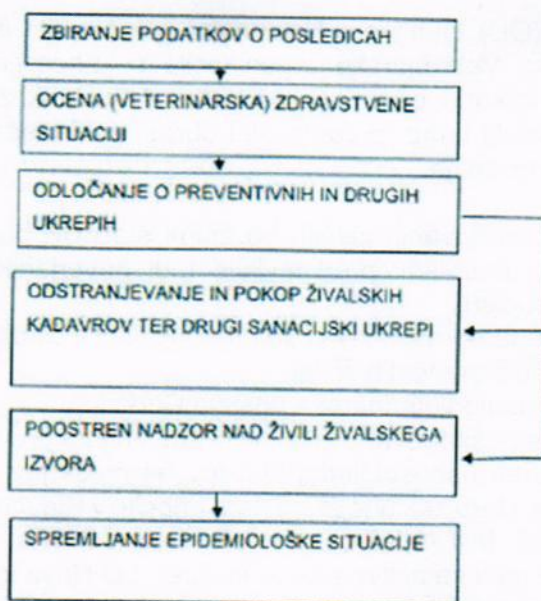 ZBIRANJE PODATKOV O POSLEDICAH
OCENA (VETERINARSKA) ZDRAVSTVENE
SITUACIJI
ODLOČANJE O PREVENTIVNIH IN DRUGIH
UKREPIH
ODSTRANJEVANJE IN POKOP ŽIVALSKIH
KADAVROV TER DRUGI SANACIJSKI UKREPI
POOSTREN NADZOR NAD ŽIVILI ŽIVALSKEGA
IZVORA
SPREMLJANJE EPIDEMIOLOŠKE SITUACIJE